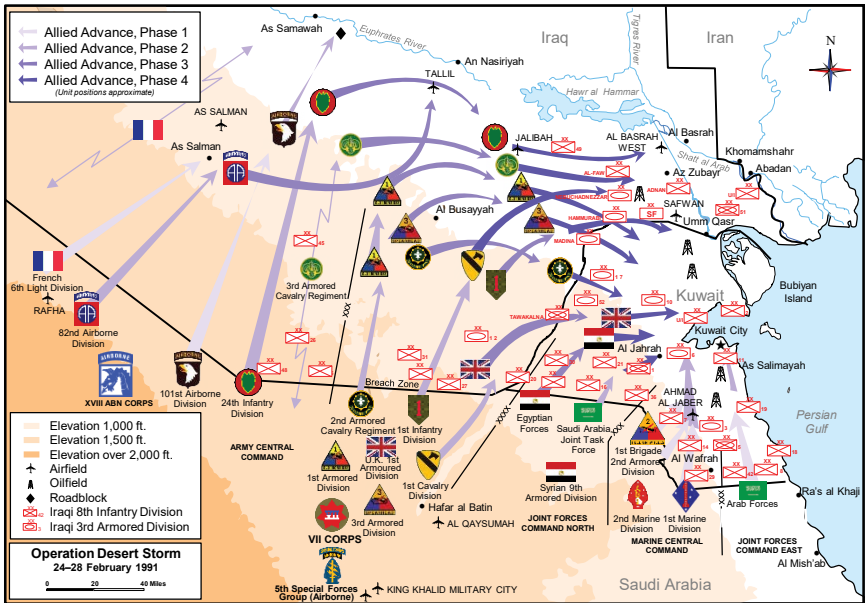 Allied Advance, Phase 1
Allied Advance, Phase 2
Allied Advance, Phase 3
Allied Advance, Phase 4
(Unit positions approximate)
As Samawah
Euphrates River
Iraq
Tigres River
Iran
N
An Nasiriyah
TALLIL
Hawr al Hammar
AS SALMAN
As Salman
AIRBORNE
JALIBAH
AL BASRAH
WEST
Al Basrah
Shatt al Arab
Khomamshahr
Abadan
AL-FAW
Az Zubayr
ADNAN
SAFWAN
Umm Qasr
HAMMURABI
SF
MADINA
Al Busayyah
French
6th Light Division
RAFHA
82nd Airborne
Division
3rd Armored
Cavalry Regiment
XXX
Kuwait
Bubiyan
Island
TAWAKALNA
Kuwait City
As Salimayah
Al Jahrah
AIRBORNE
XVIII ABN CORPS
101st Airborne
Division
24th Infantry
Division
Breach Zone
2nd Armored
Cavalry Regiment
1st Infantry
Division
Egyptian
Forces
Saudi Arabia,
Joint Task
Force
AHMAD
AL JABER
Persian
Gulf
ARMY CENTRAL
COMMAND
1st Armored
Division
U.K. 1st
Armoured
Division
1st Cavalry
Division
XXXX
XXX
1st Brigade
2nd Armored
Division
Al Wafrah
Syrian 9th
Armored Division
3rd Armored
Division
Hafar al Batin
AL QAYSUMAH
VII CORPS
JOINT FORCES
COMMAND NORTH
2nd Marine
Division
1st Marine
Division
XX
Arab Forces
Ra's al Khaji
MARINE CENTRAL
COMMAND
JOINT FORCES
COMMAND EAST
Al Mish'ab
5th Special Forces
Group (Airborne)
KING KHALID MILITARY CITY
Saudi Arabia
Elevation 1,000 ft.
Elevation 1,500 ft.
Elevation over 2,000 ft.
Airfield
Oilfield
Roadblock
Iraqi 8th Infantry Division
Iraqi 3rd Armored Division
Operation Desert Storm
24–28 February 1991
0 20 40 Miles